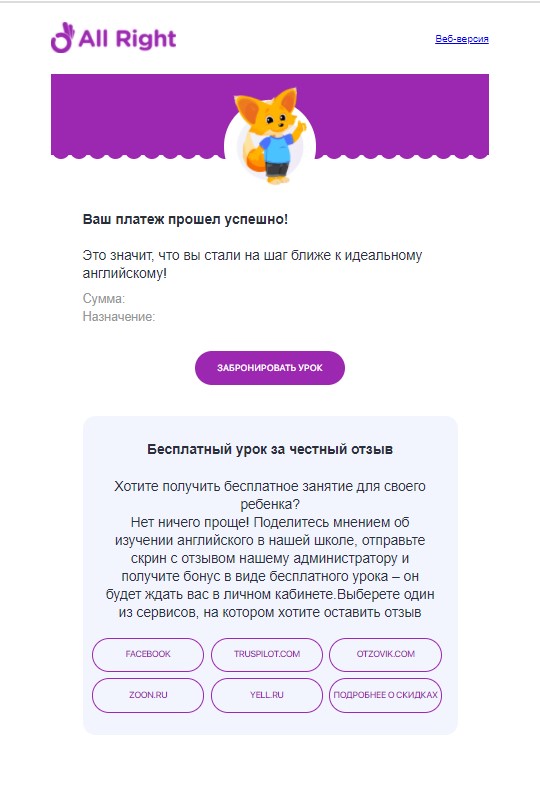 All Right
Веб-версия
Ваш платеж прошел успешно!
Это значит, что вы стали на шаг ближе к идеальному
английскому!
Сумма:
Назначение:
ЗАБРОНИРОВАТЬ УРОК
Бесплатный урок за честный отзыв
Хотите получить бесплатное занятие для своего
ребенка?
Нет ничего проще! Поделитесь мнением об
изучении английского в нашей школе, отправьте
скрин с отзывом нашему администратору и
получите бонус в виде бесплатного урока – он
будет ждать вас в личном кабинете.Выберете один
из сервисов, на котором хотите оставить отзыв
FACEBOOK
TRUSPILOT.COM
OTZOVIK.COM
ZOON.RU
YELL.RU
ПОДРОБНЕЕ О СКИДКАХ